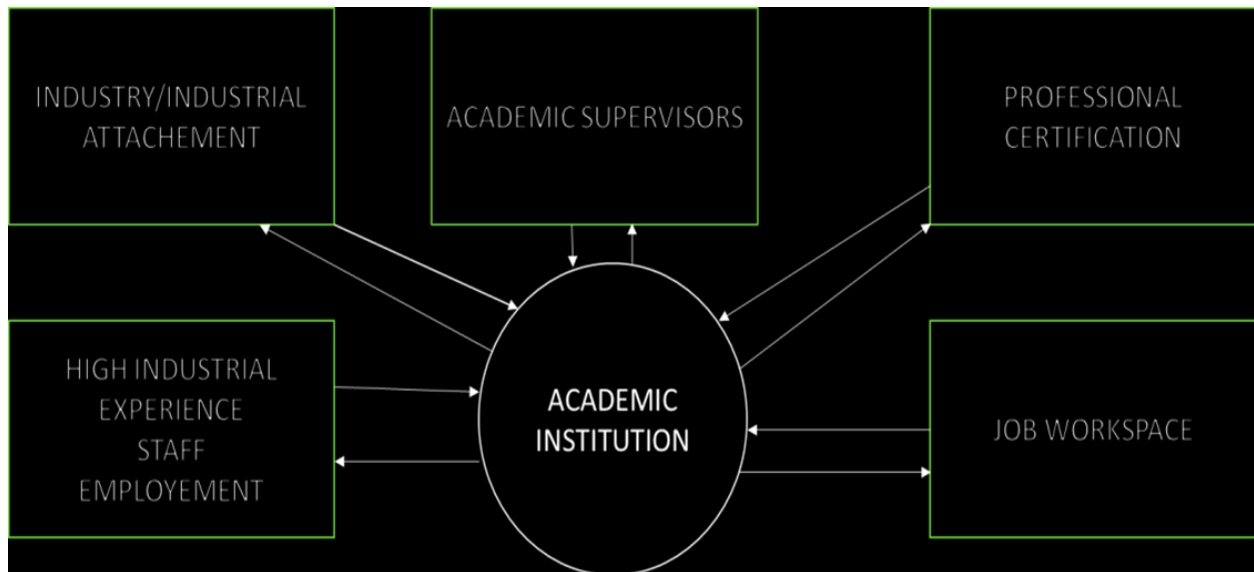 INDUSTRY/INDUSTRIAL
ATTACHEMENT
ACADEMIC SUPERVISORS
PROFESSIONAL
CERTIFICATION
HIGH INDUSTRIAL
EXPERIENCE
STAFF
EMPLOYEMENT
ACADEMIC
INSTITUTION
JOB WORKSPACE